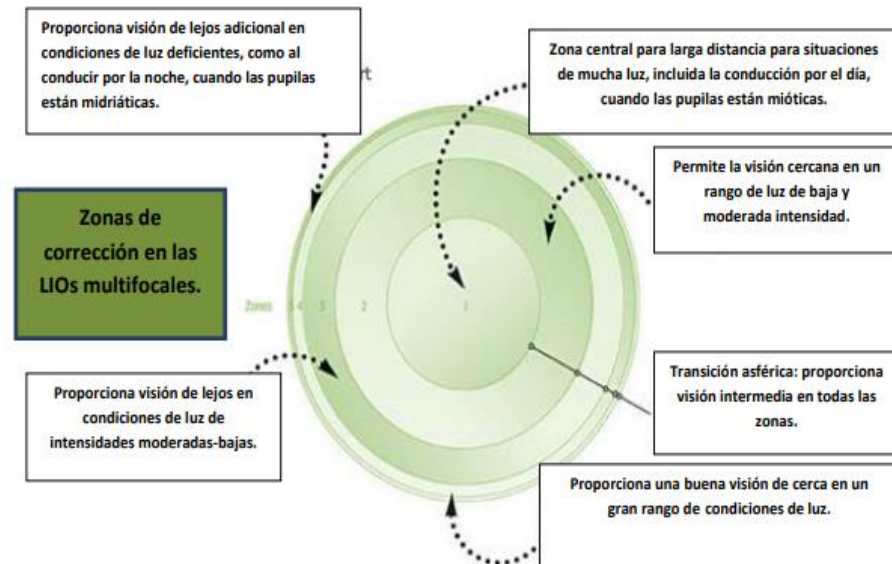 Proporciona visión de lejos adicional en
condiciones de luz deficientes, como al
conducir por la noche, cuando las pupilas
están midriáticas.
rt
Zona central para larga distancia para situaciones
de mucha luz, incluida la conducción por el día,
cuando las pupilas están mióticas.
Permite la visión cercana en un
rango de luz de baja y
moderada intensidad.
Zonas de
corrección en las
LIOs multifocales.
Zones 5 4 3 2 1
Proporciona visión de lejos en
condiciones de luz de
intensidades moderadas-bajas.
Transición asférica: proporciona
visión intermedia en todas las
zonas.
Proporciona una buena visión de cerca en un
gran rango de condiciones de luz.